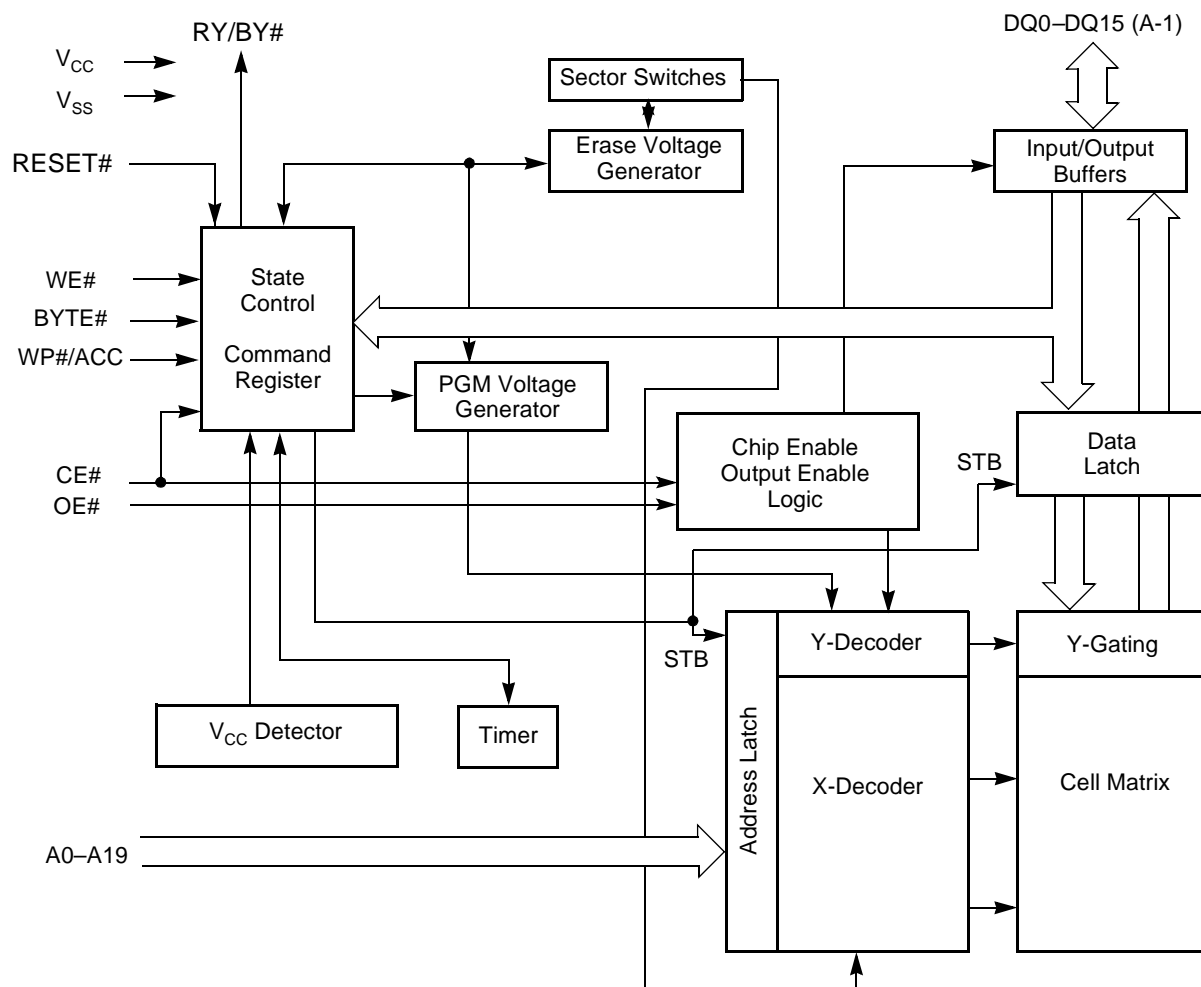 RY/BY#
DQ0–DQ15 (A-1)
VCC
VSS
Sector Switches
RESET#
Erase Voltage
Generator
Input/Output
Buffers
WE#
BYTE#
WP#/ACC
State
Control
Command
Register
PGM Voltage
Generator
CE#
OE#
Chip Enable
Output Enable
Logic
STB
Data
Latch
STB
Address Latch
Y-Decoder
Y-Gating
VCC Detector
Timer
X-Decoder
Cell Matrix
A0–A19